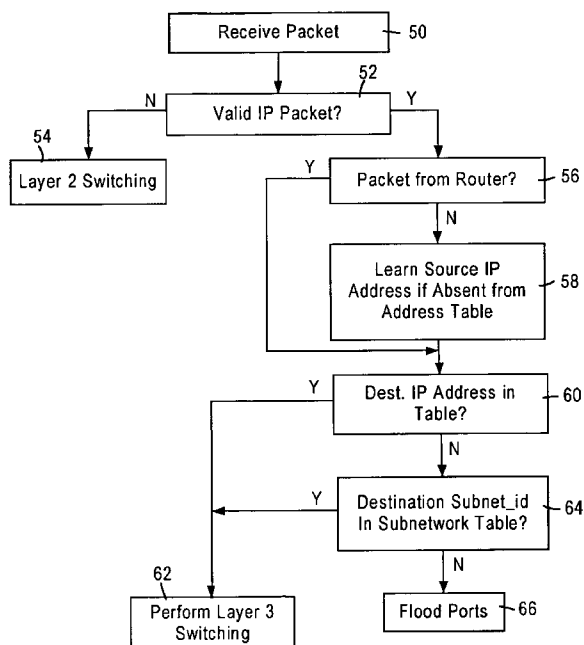 Receive Packet
50
52
N
Valid IP Packet?
Y
54
Layer 2 Switching
Y
Packet from Router?
56
N
Learn Source IP
Address if Absent from
Address Table
58
Y
Dest. IP Address in
Table?
60
N
Y
Destination Subnet_id
In Subnetwork Table?
64
N
62
Perform Layer 3
Switching
Flood Ports
66